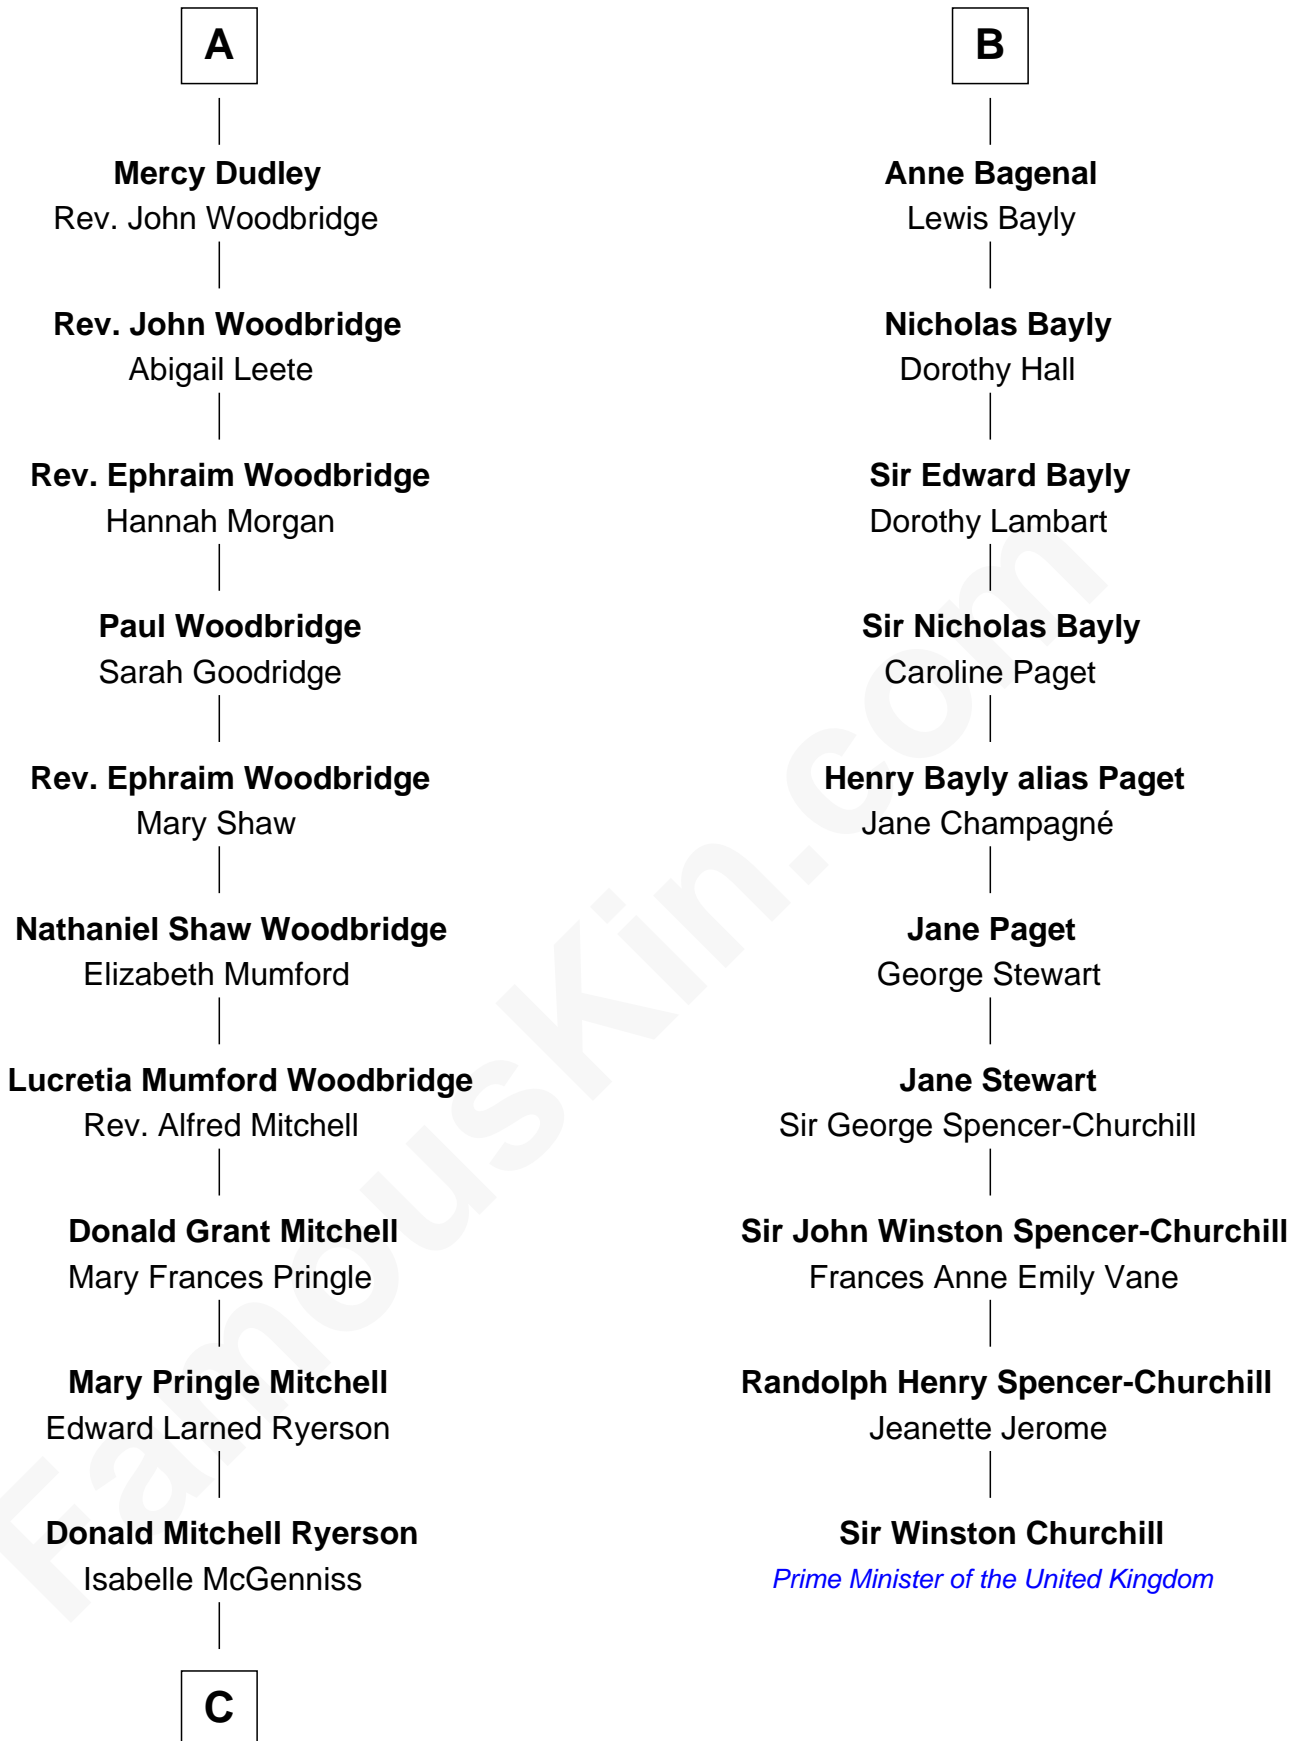 A
Mercy Dudley
Rev. John Woodbridge
Rev. John Woodbridge
Abigail Leete
Rev. Ephraim Woodbridge
Hannah Morgan
Paul Woodbridge
Sarah Goodridge
Rev. Ephraim Woodbridge
Mary Shaw
Nathaniel Shaw Woodbridge
Elizabeth Mumford
Lucretia Mumford Woodbridge
Rev. Alfred Mitchell
Donald Grant Mitchell
Mary Frances Pringle
Mary Pringle Mitchell
Edward Larned Ryerson
Donald Mitchell Ryerson
Isabelle McGenniss
C
B
Anne Bagenal
Lewis Bayly
Nicholas Bayly
Dorothy Hall
Sir Edward Bayly
Dorothy Lambart
Sir Nicholas Bayly
Caroline Paget
Henry Bayly alias Paget
Jane Champagné
Jane Paget
George Stewart
Jane Stewart
Sir George Spencer-Churchill
Sir John Winston Spencer-Churchill
Frances Anne Emily Vane
Randolph Henry Spencer-Churchill
Jeanette Jerome
Sir Winston Churchill
Prime Minister of the United Kingdom
FamousKin.com